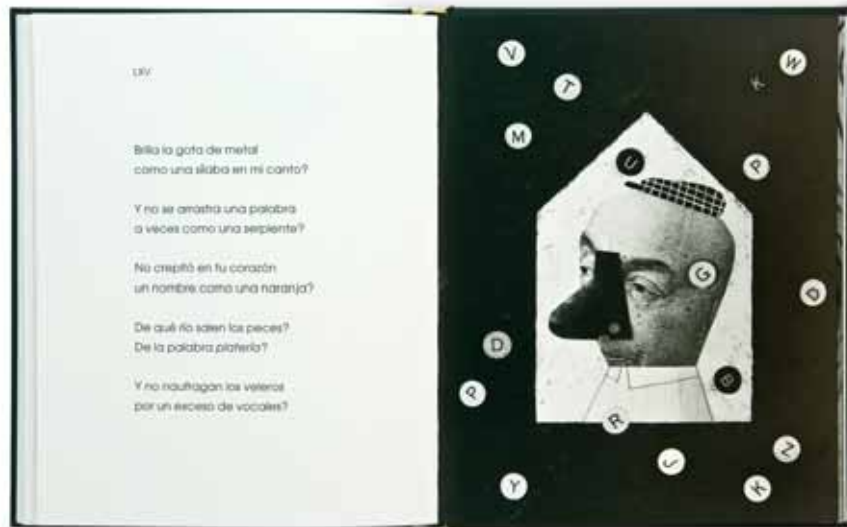 LXV
Brilla la gota de metal
como una sílaba en mi canto?
Y no se arrastra una palabra
a veces como una serpiente?
No crepitó en tu corazón
un nombre como una naranja?
De qué río salen los peces?
De la palabra platería?
Y no naufragan los veleros
por un exceso de vocales?
V
W
T
K
M
U
P
G
D
D
B
P
R
J
Z
Y
K